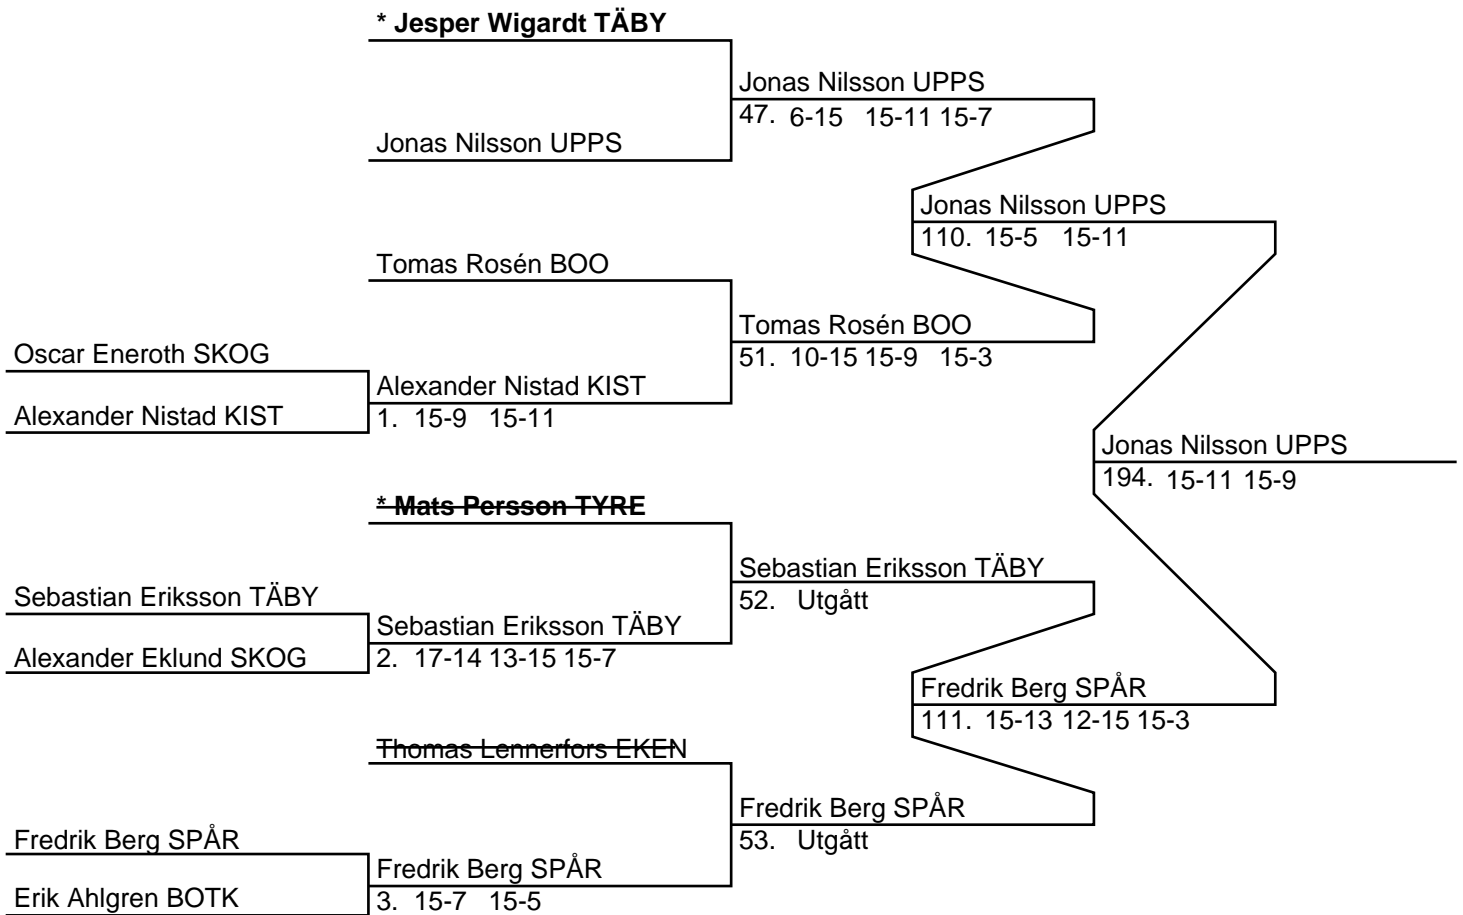 * Jesper Wigardt TÄBY
Jonas Nilsson UPPS
47. 6-15 15-11 15-7
Jonas Nilsson UPPS
Jonas Nilsson UPPS
110. 15-5 15-11
Tomas Rosén BOO
Tomas Rosén BOO
51. 10-15 15-9 15-3
Oscar Eneroth SKOG
Alexander Nistad KIST
1. 15-9 15-11
Alexander Nistad KIST
Jonas Nilsson UPPS
194. 15-11 15-9
* Mats Persson TYRE
Sebastian Eriksson TÄBY
52. Utgått
Sebastian Eriksson TÄBY
Sebastian Eriksson TÄBY
2. 17-14 13-15 15-7
Alexander Eklund SKOG
Fredrik Berg SPÅR
111. 15-13 12-15 15-3
Thomas Lennerfors EKEN
Fredrik Berg SPÅR
53. Utgått
Fredrik Berg SPÅR
Fredrik Berg SPÅR
3. 15-7 15-5
Erik Ahlgren BOTK